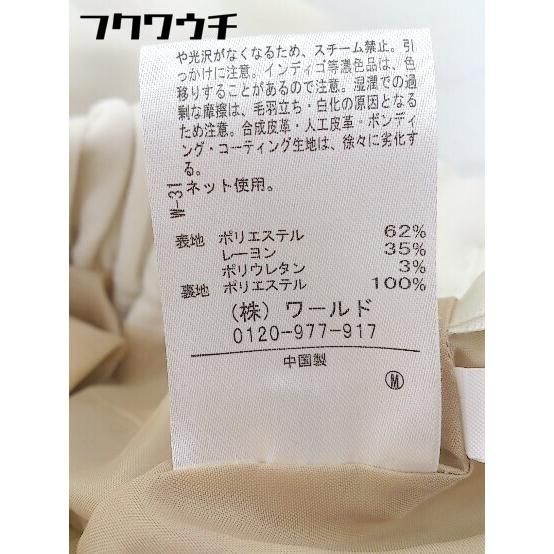 フクワウチ
や光沢がなくなるため、スチーム禁止。引
っかけに注意。インディゴ等濃色品は、色
移りすることがあるので注意。湿潤での過
剰な摩擦は、毛羽立ち・白化の原因となる
ため注意。合成皮革・人工皮革・ボンディ
ング・コーティング生地は、徐々に劣化す
る。
ネット使用。
W-31
表地 ポリエステル 62%
レーヨン 35%
ポリウレタン 3%
裏地 ポリエステル 100%
(株) ワールド
0120-977-917
中国製
M